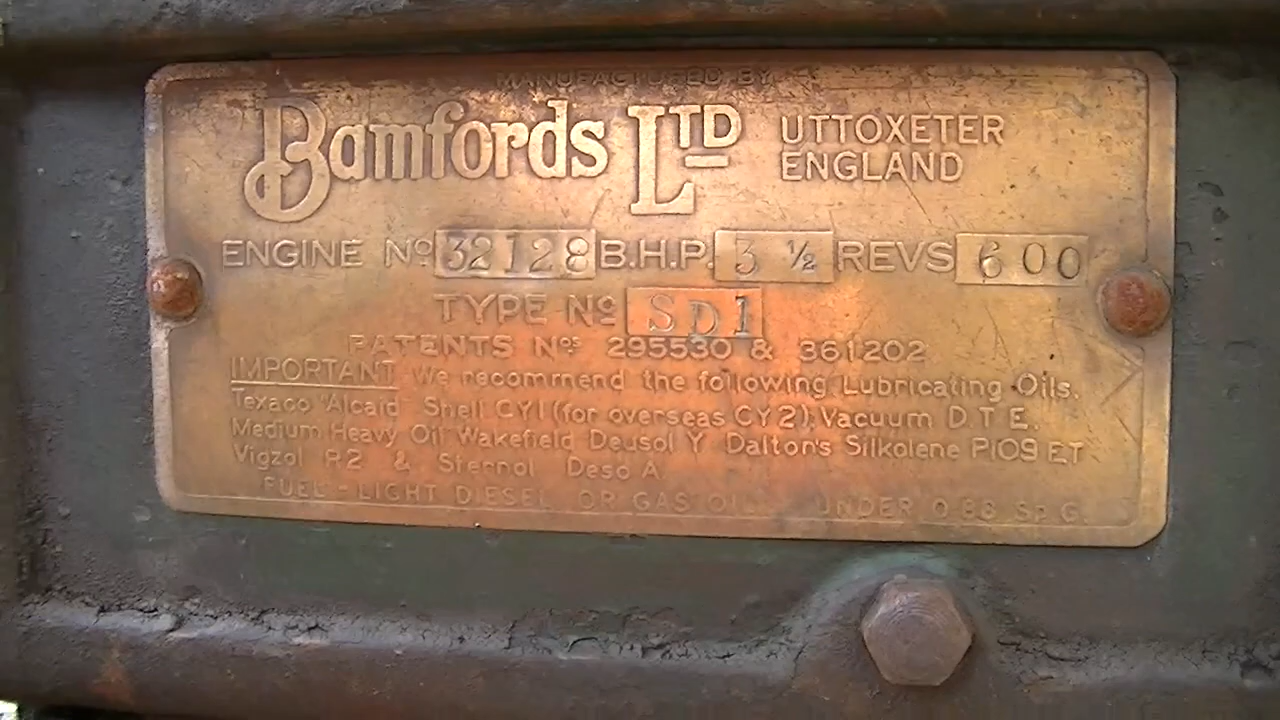 MANUFACTURED BY
Bamfords LTD UTTOXETER
ENGLAND
ENGINE Nº 32128 B.H.P. 3 ½ REVS 600
TYPE Nº SD1
PATENTS Nºs 295530 & 361202
IMPORTANT We recommend the following Lubricating Oils.
Texaco "Alcaid" Shell CY1 (for overseas CY2) Vacuum D.T.E.
Medium Heavy Oil Wakefield Deusol Y Dalton's Silkolene P109 ET
Vigzol R2 & Sternol Deso A.
FUEL - LIGHT DIESEL OR GAS OIL UNDER 0.88 SP. G.